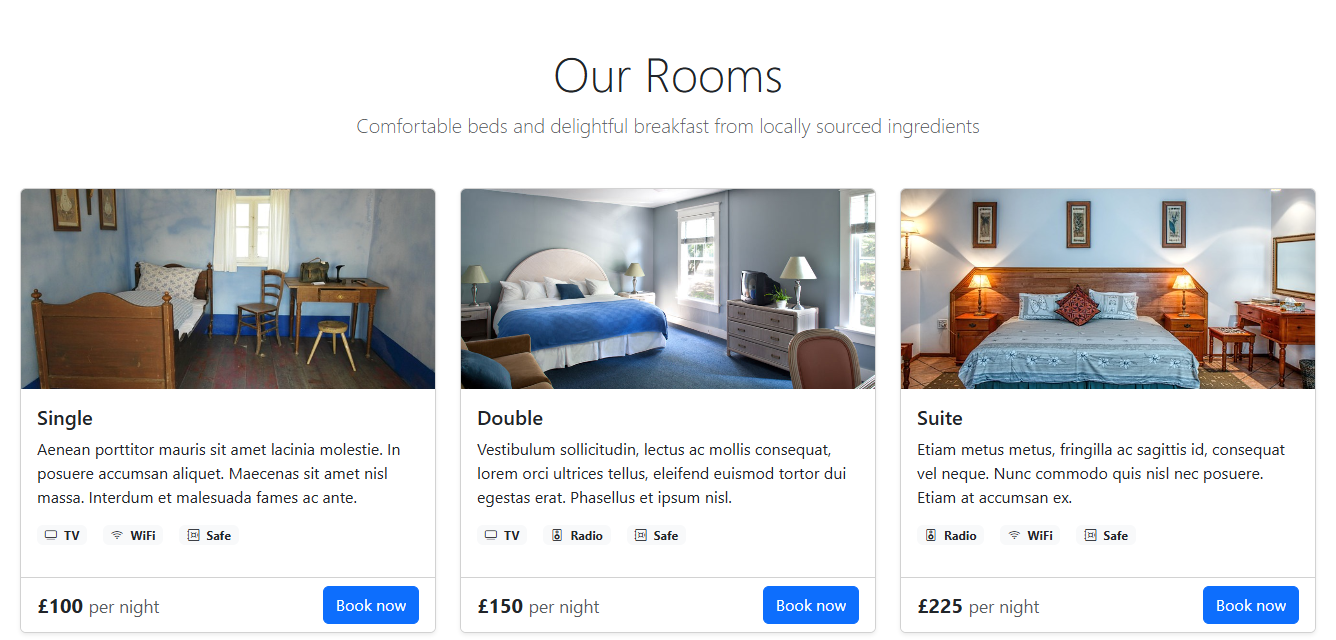 Our Rooms
Comfortable beds and delightful breakfast from locally sourced ingredients
Single
Aenean porttitor mauris sit amet lacinia molestie. In
posuere accumsan aliquet. Maecenas sit amet nisl
massa. Interdum et malesuada fames ac ante.
TV WiFi Safe
£100 per night Book now
Double
Vestibulum sollicitudin, lectus ac mollis consequat,
lorem orci ultrices tellus, eleifend euismod tortor dui
egestas erat. Phasellus et ipsum nisl.
TV Radio Safe
£150 per night Book now
Suite
Etiam metus metus, fringilla ac sagittis id, consequat
vel neque. Nunc commodo quis nisl nec posuere.
Etiam at accumsan ex.
Radio WiFi Safe
£225 per night Book now